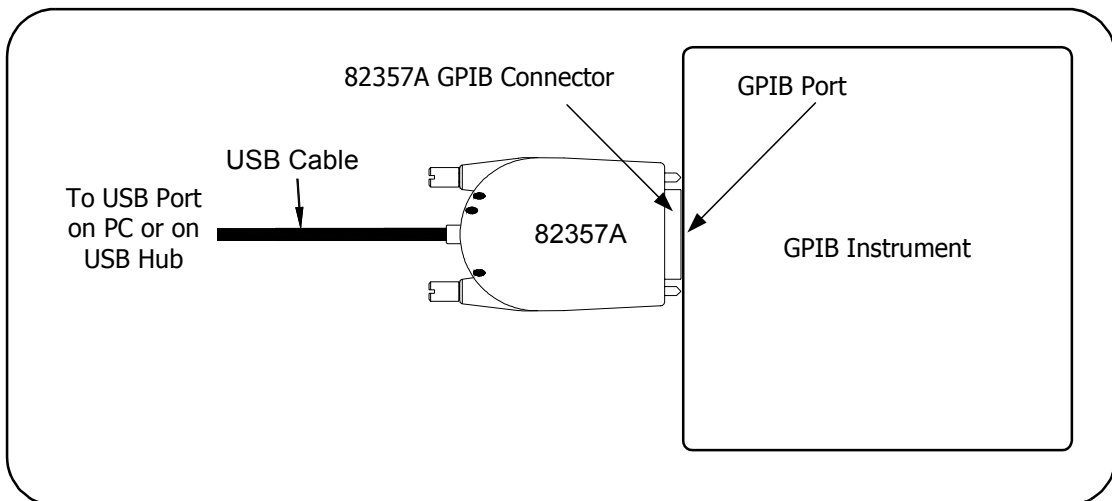 82357A GPIB Connector
GPIB Port
USB Cable
To USB Port
on PC or on
USB Hub
82357A
GPIB Instrument